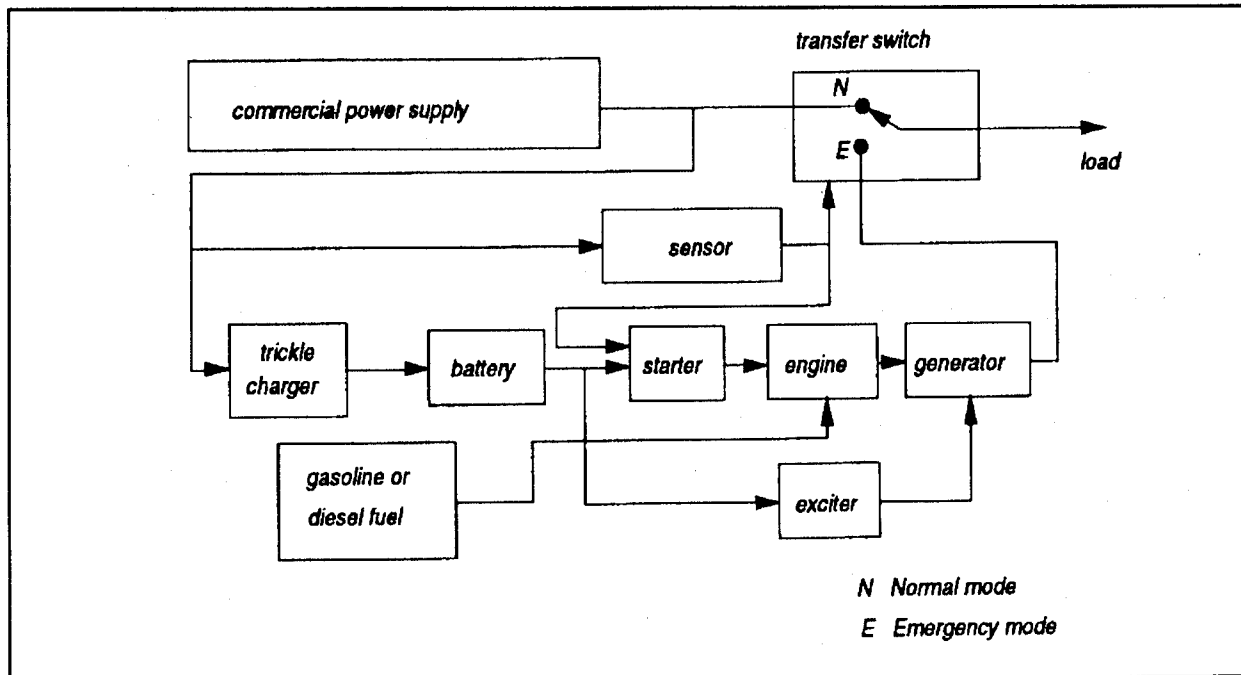 transfer switch
commercial power supply
N
E
load
sensor
trickle
charger
battery
starter
engine
generator
gasoline or
diesel fuel
exciter
N Normal mode
E Emergency mode